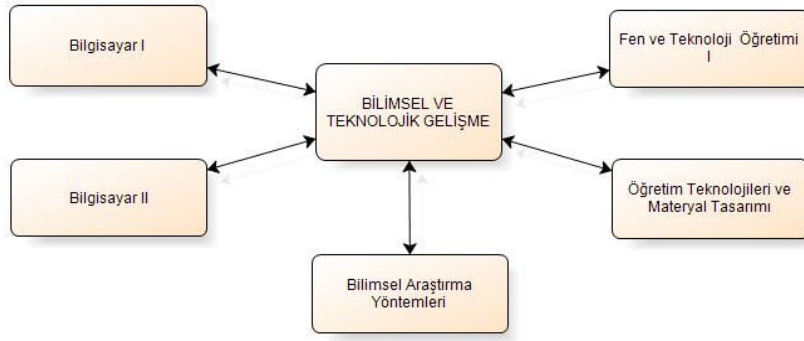 Bilgisayar I
Fen ve Teknoloji Öğretimi
I
BİLİMSEL VE
TEKNOLOJİK GELİŞME
Bilgisayar II
Öğretim Teknolojileri ve
Materyal Tasarımı
Bilimsel Araştırma
Yöntemleri